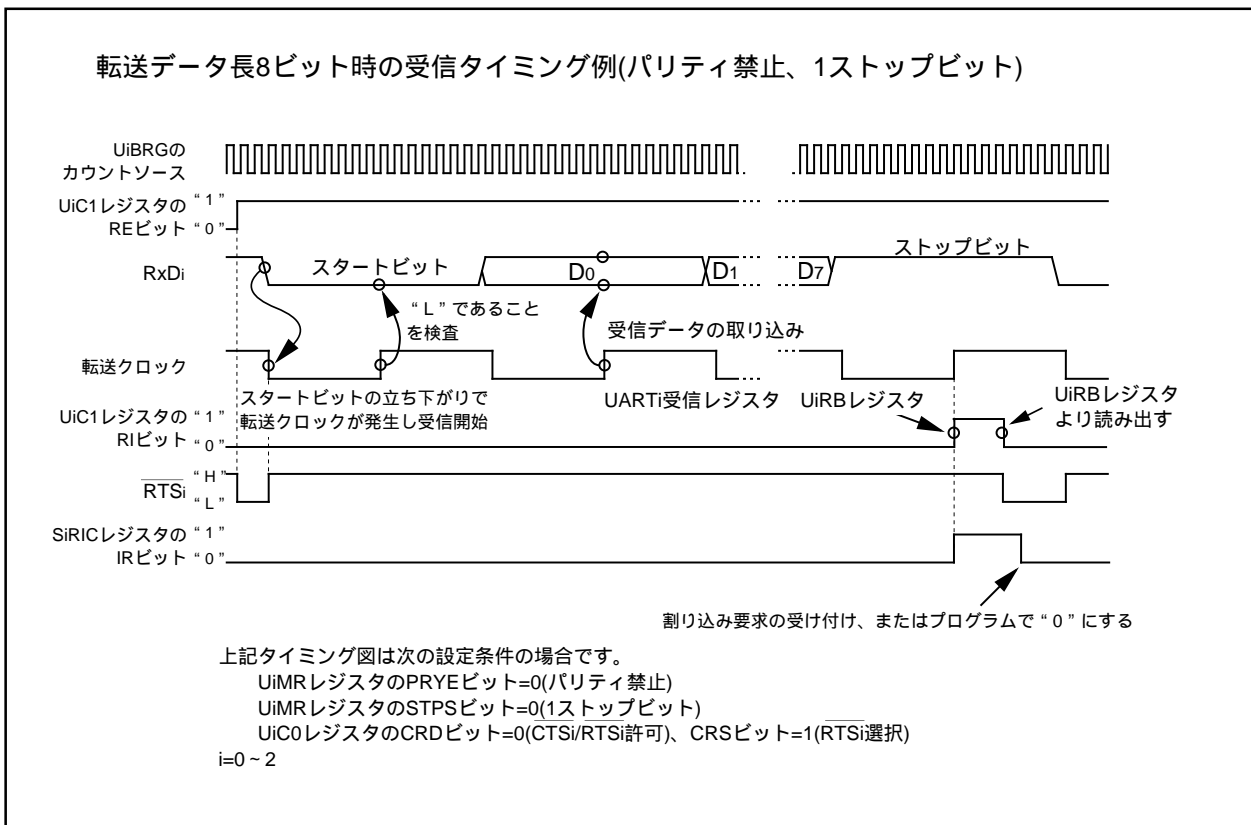 転送データ長8ビット時の受信タイミング例(パリティ禁止、1ストップビット)
UiBRGの
カウントソース
UiC1レジスタの “1”
REビット “0”
RxDi
スタートビット
D0
D1
D7
ストップビット
“L”であること
を検査
受信データの取り込み
転送クロック
スタートビットの立ち下がりで
転送クロックが発生し受信開始
UARTi受信レジスタ UiRBレジスタ
UiRBレジスタ
より読み出す
UiC1レジスタの “1”
RIビット “0”
RTSi “H”
“L”
SiRICレジスタの “1”
IRビット “0”
割り込み要求の受け付け、またはプログラムで“0”にする
上記タイミング図は次の設定条件の場合です。
UiMRレジスタのPRYEビット=0(パリティ禁止)
UiMRレジスタのSTPSビット=0(1ストップビット)
UiC0レジスタのCRDビット=0(CTSi/RTSi許可)、CRSビット=1(RTSi選択)
i=0~2